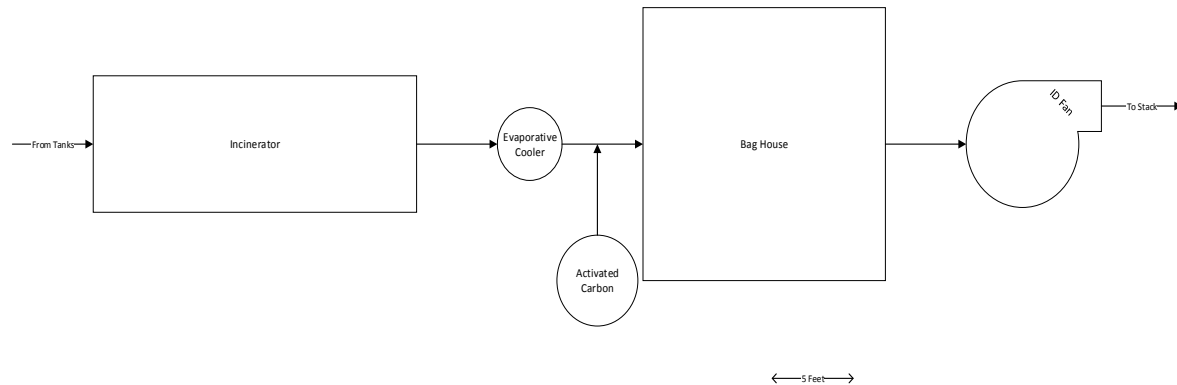 From Tanks
Incinerator
Evaporative
Cooler
Activated
Carbon
Bag House
ID Fan
To Stack
5 Feet